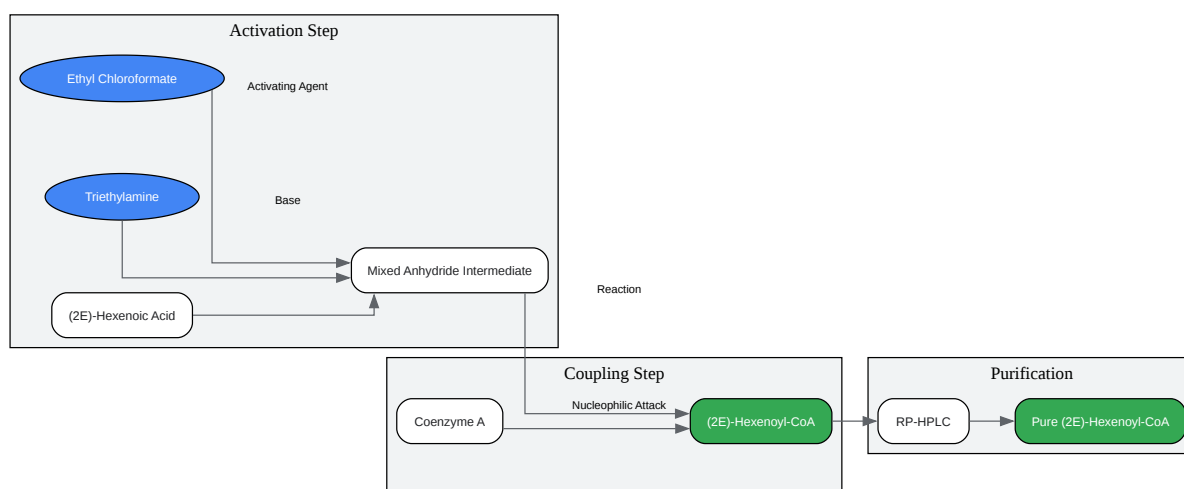 Activation Step
Ethyl Chloroformate
Activating Agent
Triethylamine
Base
Mixed Anhydride Intermediate
(2E)-Hexenoic Acid
Reaction
Coupling Step
Purification
Nucleophilic Attack
Coenzyme A
(2E)-Hexenoyl-CoA
RP-HPLC
Pure (2E)-Hexenoyl-CoA